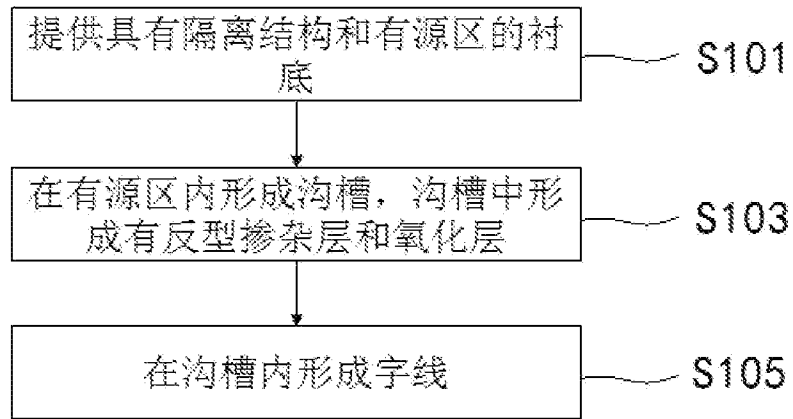 提供具有隔离结构和有源区的衬
底
S101
在有源区内形成沟槽，沟槽中形
成有反型掺杂层和氧化层
S103
在沟槽内形成字线
S105